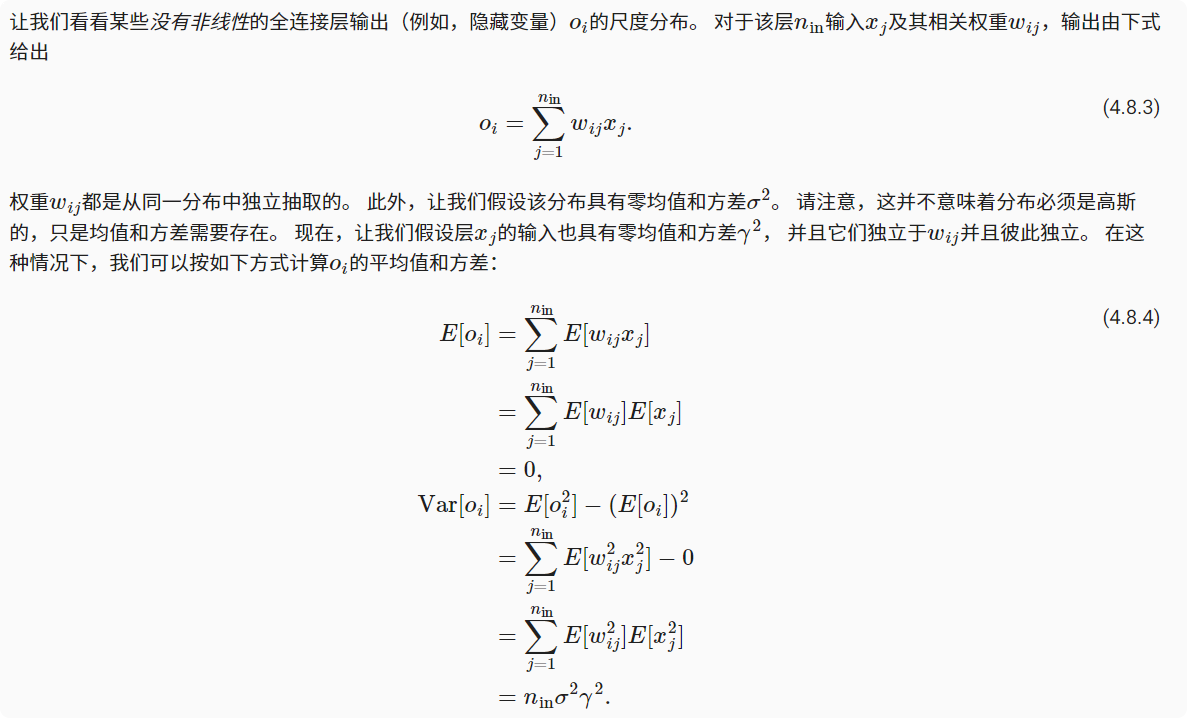 让我们看看某些没有非线性的全连接层输出（例如，隐藏变量）$o_i$的尺度分布。 对于该层$n_\mathrm{in}$输入$x_j$及其相关权重$w_{ij}$，输出由下式
给出
$o_i = \sum_{j=1}^{n_\mathrm{in}} w_{ij} x_j.$ (4.8.3)
权重$w_{ij}$都是从同一分布中独立抽取的。 此外，让我们假设该分布具有零均值和方差$\sigma^2$。 请注意，这并不意味着分布必须是高斯
的，只是均值和方差需要存在。 现在，让我们假设层$x_j$的输入也具有零均值和方差$\gamma^2$， 并且它们独立于$w_{ij}$并且彼此独立。 在这
种情况下，我们可以按如下方式计算$o_i$的平均值和方差：
$E[o_i] = \sum_{j=1}^{n_\mathrm{in}} E[w_{ij} x_j]$ (4.8.4)
$= \sum_{j=1}^{n_\mathrm{in}} E[w_{ij}] E[x_j]$
$= 0,$
$\mathrm{Var}[o_i] = E[o_i^2] - (E[o_i])^2$
$= \sum_{j=1}^{n_\mathrm{in}} E[w_{ij}^2 x_j^2] - 0$
$= \sum_{j=1}^{n_\mathrm{in}} E[w_{ij}^2] E[x_j^2]$
$= n_\mathrm{in} \sigma^2 \gamma^2.$